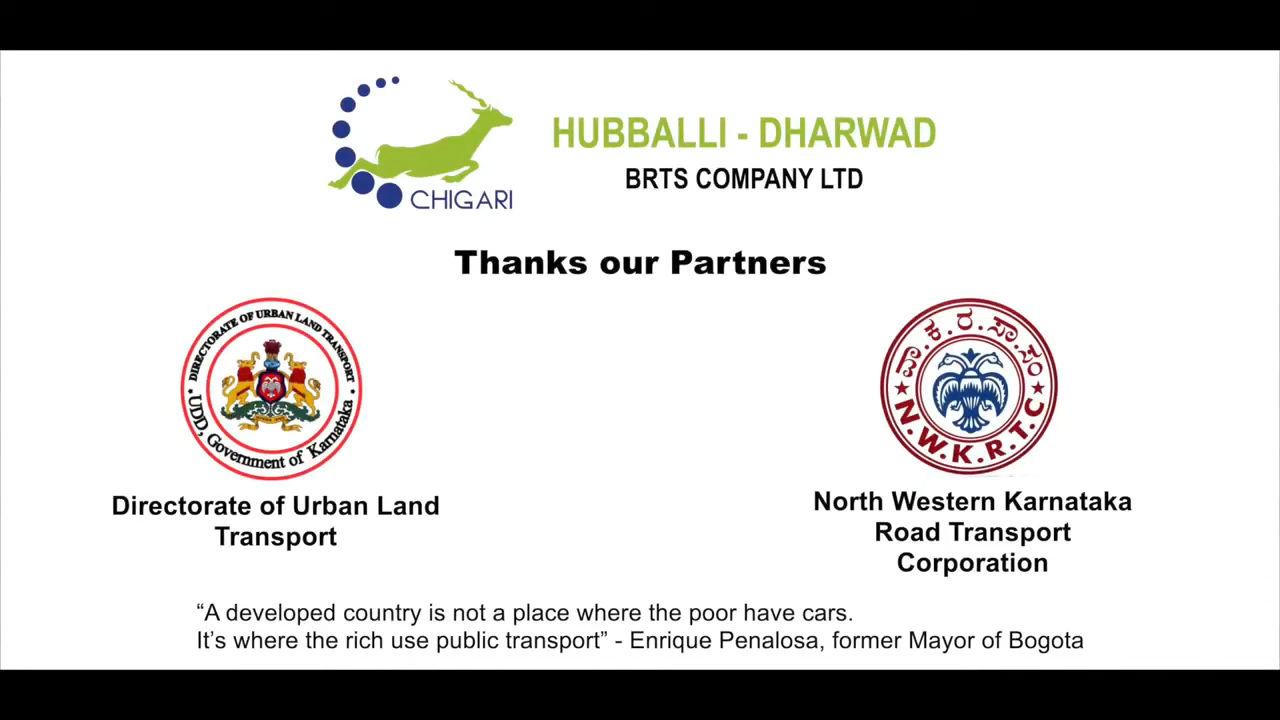 CHIGARI
HUBBALLI - DHARWAD
BRTS COMPANY LTD
Thanks our Partners
DIRECTORATE OF URBAN LAND TRANSPORT
• UDD, Government of Karnataka •
Directorate of Urban Land
Transport
ವಾ.ಕ.ರ.ಸಾ.ಸಂ
★ N.W.K.R.T.C ★
North Western Karnataka
Road Transport
Corporation
“A developed country is not a place where the poor have cars.
It’s where the rich use public transport” - Enrique Penalosa, former Mayor of Bogota